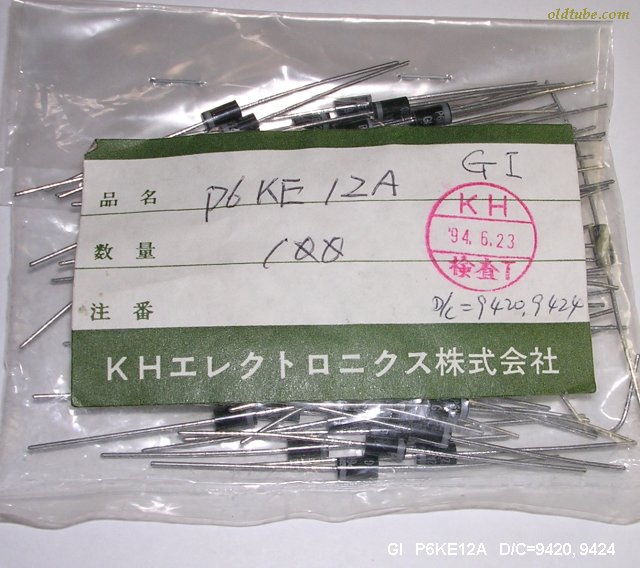 oldtube.com
GI
品名 P6KE12A
KH
'94.6.23
検査T
数量 100
注番
D/C=9420,9424
KHエレクトロニクス株式会社
GI P6KE12A D/C=9420, 9424